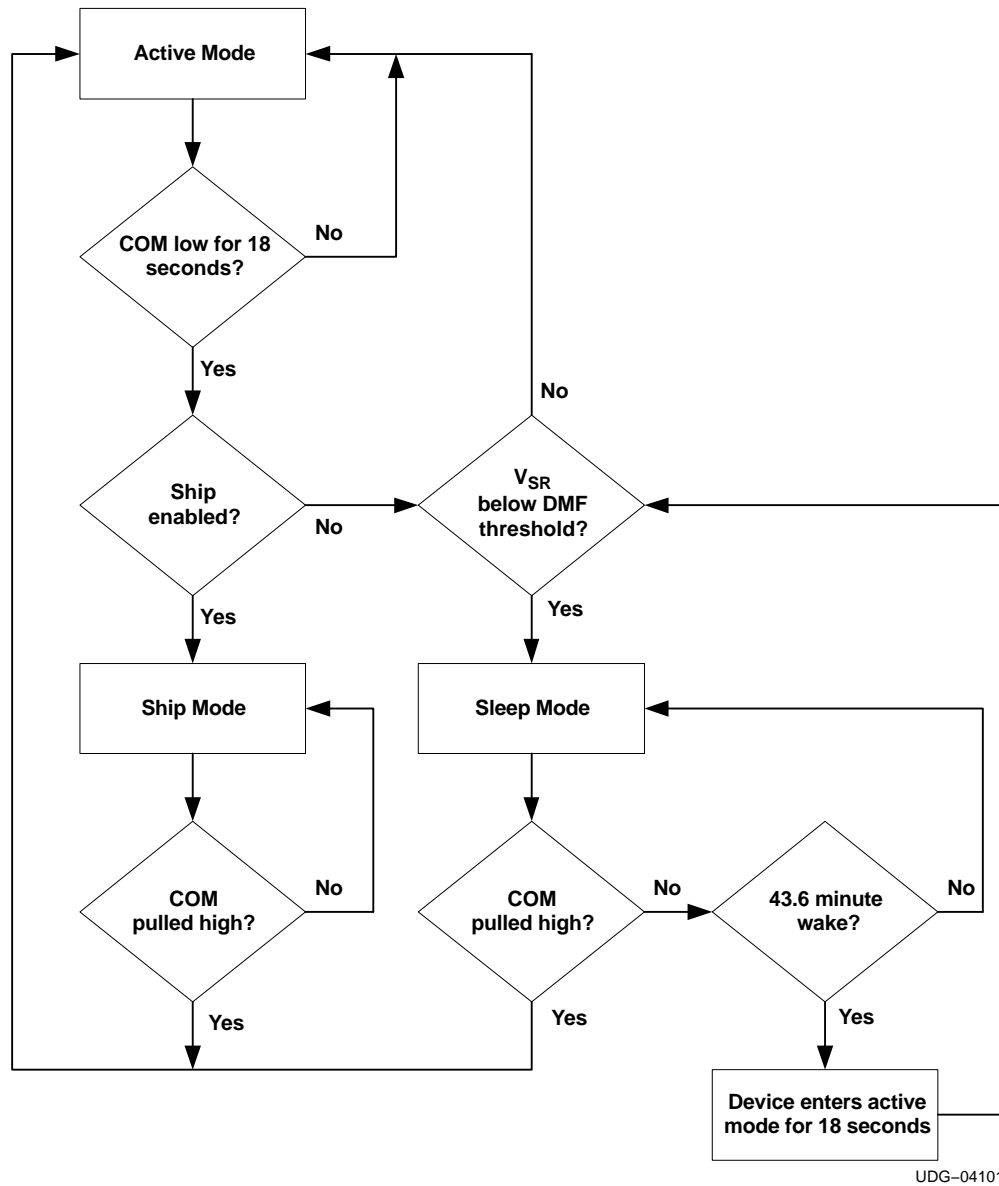 Active Mode
COM low for 18
seconds?
No
Yes
No
Ship
enabled?
No
VSR
below DMF
threshold?
Yes
Yes
Ship Mode
Sleep Mode
COM
pulled high?
No
COM
pulled high?
No
43.6 minute
wake?
No
Yes
Yes
Yes
Device enters active
mode for 18 seconds
UDG−04101